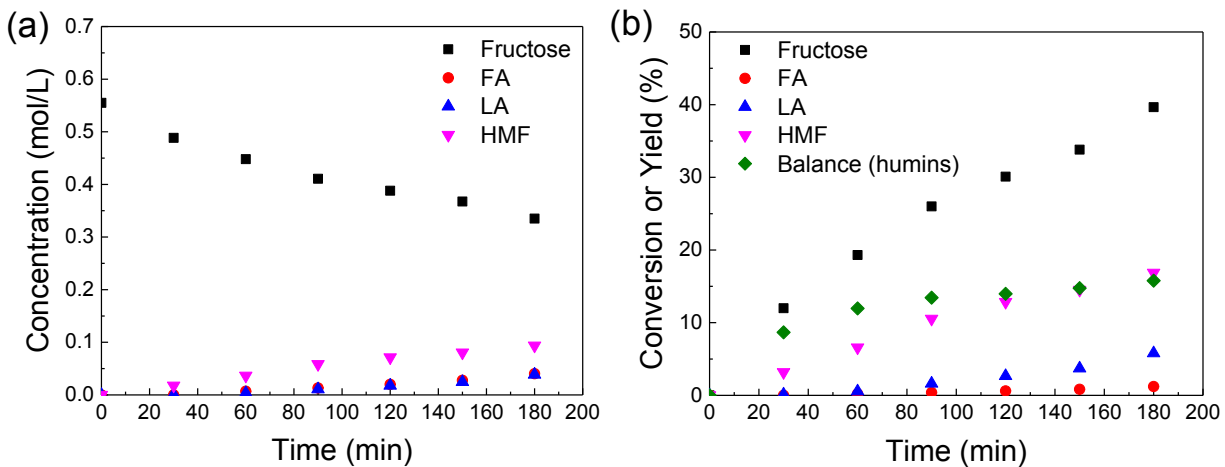 (a)
0.7
0.6
0.5
0.4
0.3
0.2
0.1
0.0
Concentration (mol/L)
Fructose
FA
LA
HMF
0 20 40 60 80 100 120 140 160 180 200
Time (min)
(b)
50
40
30
20
10
0
Conversion or Yield (%)
Fructose
FA
LA
HMF
Balance (humins)
0 20 40 60 80 100 120 140 160 180 200
Time (min)